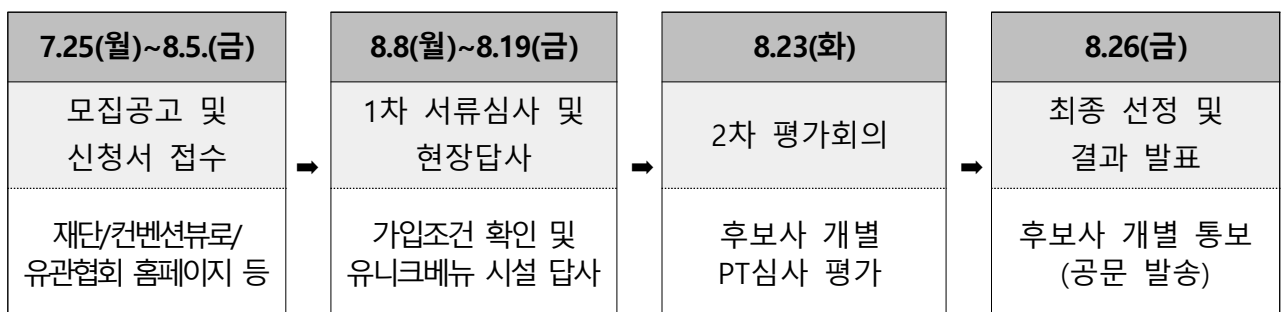 7.25(월)~8.5.(금)
모집공고 및
신청서 접수
재단/컨벤션뷰로/
유관협회 홈페이지 등
➡
8.8(월)~8.19(금)
1차 서류심사 및
현장답사
가입조건 확인 및
유니크베뉴 시설 답사
➡
8.23(화)
2차 평가회의
후보사 개별
PT심사 평가
➡
8.26(금)
최종 선정 및
결과 발표
후보사 개별 통보
(공문 발송)